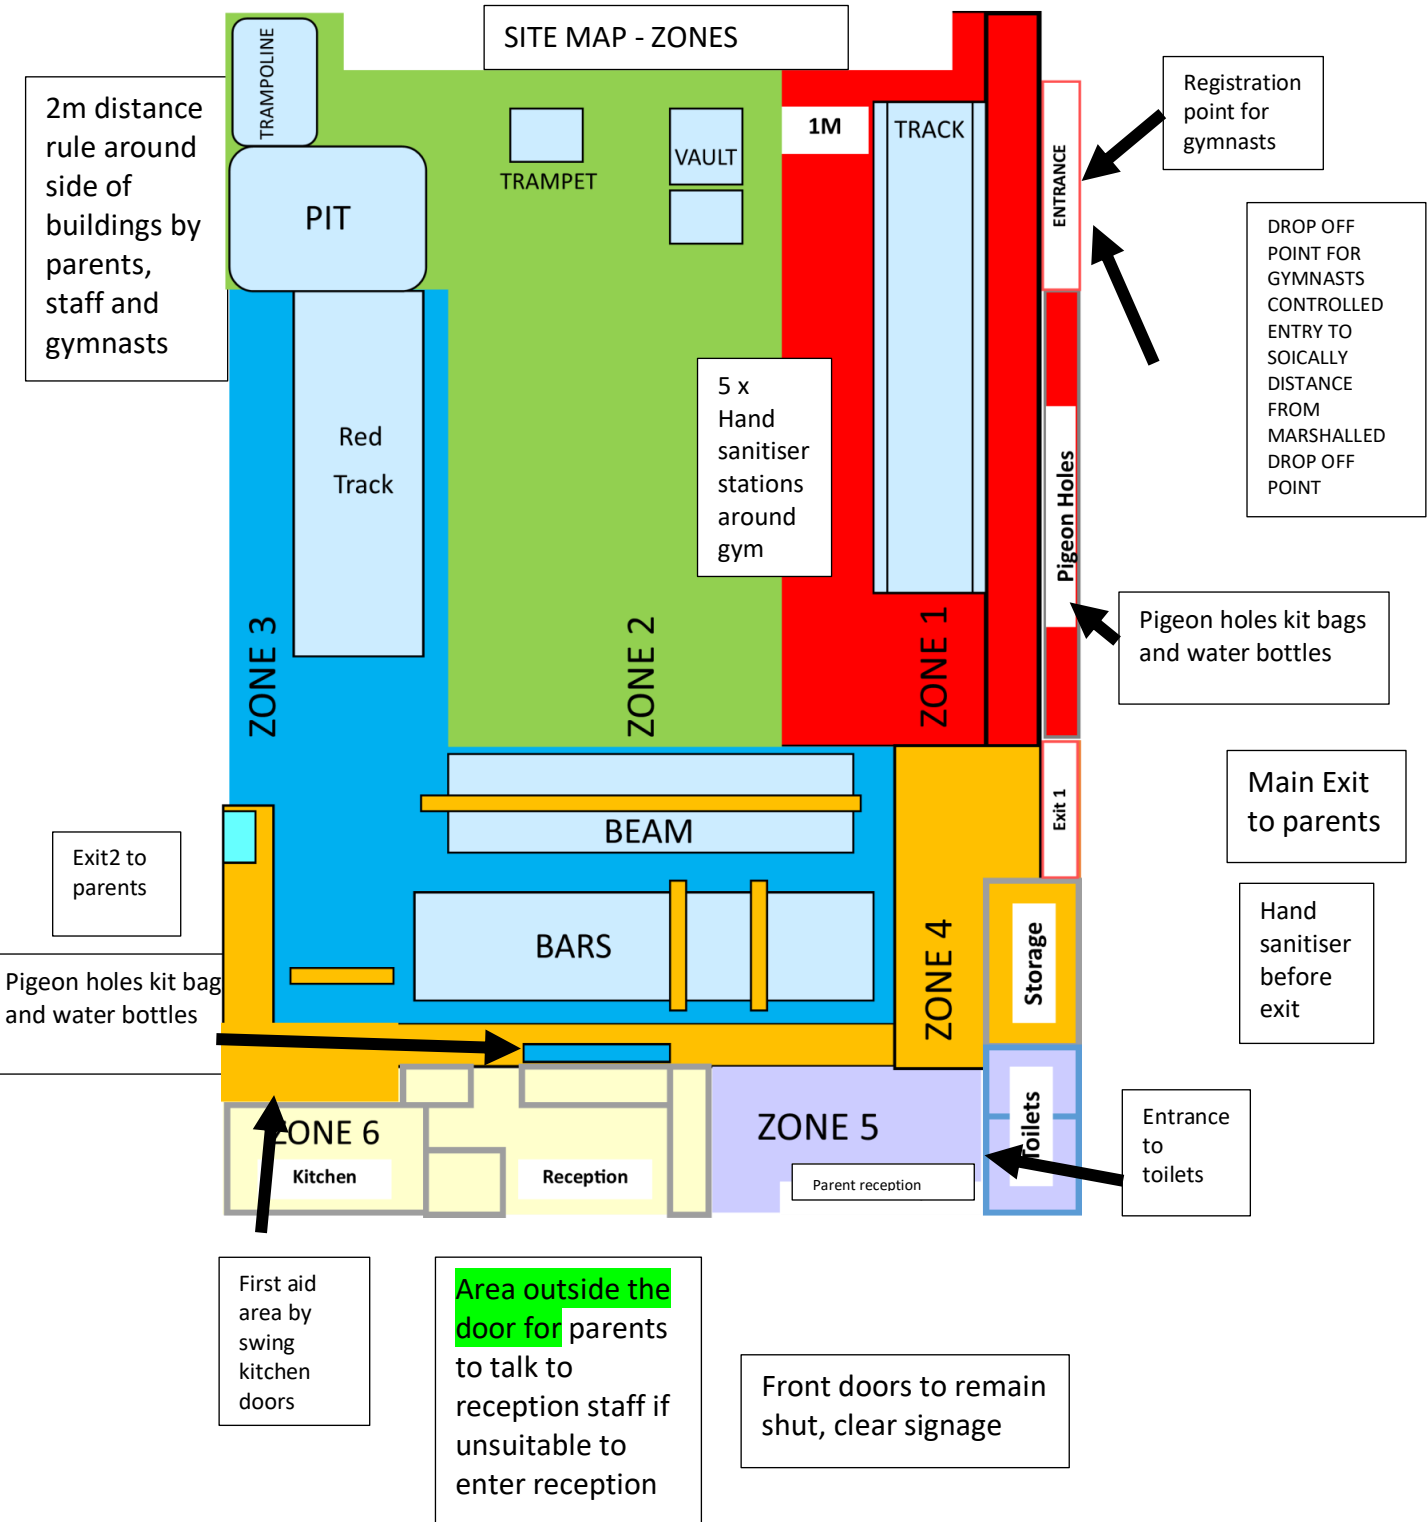 SITE MAP - ZONES
TRAMPOLINE
2m distance
rule around
side of
buildings by
parents,
staff and
gymnasts
PIT
TRAMPET
VAULT
1M
TRACK
ENTRANCE
Registration
point for
gymnasts
DROP OFF
POINT FOR
GYMNASTS
CONTROLLED
ENTRY TO
SOICALLY
DISTANCE
FROM
MARSHALLED
DROP OFF
POINT
Red
Track
5 x
Hand
sanitiser
stations
around
gym
Pigeon Holes
ZONE 3
ZONE 2
ZONE 1
Pigeon holes kit bags
and water bottles
Main Exit
to parents
Exit 1
BEAM
Exit2 to
parents
BARS
ZONE 4
Storage
Hand
sanitiser
before
exit
Pigeon holes kit bag
and water bottles
ZONE 6
Kitchen
Reception
ZONE 5
Parent reception
Toilets
Entrance
to
toilets
First aid
area by
swing
kitchen
doors
Area outside the
door for parents
to talk to
reception staff if
unsuitable to
enter reception
Front doors to remain
shut, clear signage